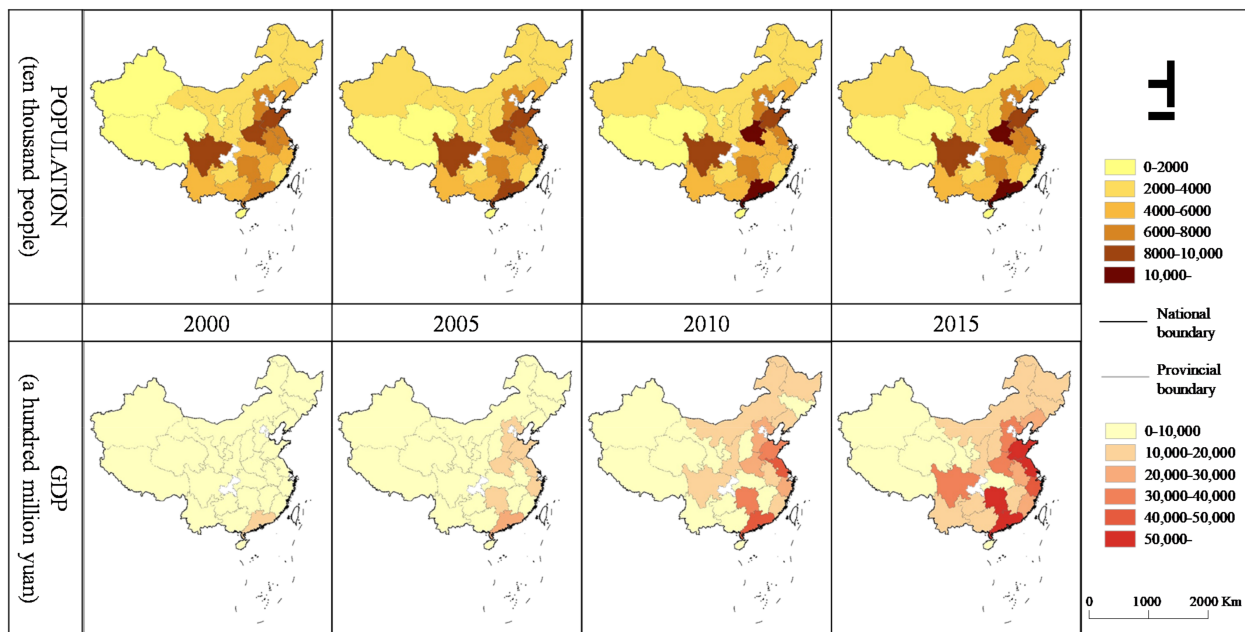 POPULATION
(ten thousand people)
2000
2005
2010
2015
GDP
(a hundred million yuan)
0-2000
2000-4000
4000-6000
6000-8000
8000-10,000
10,000-
National
boundary
Provincial
boundary
0-10,000
10,000-20,000
20,000-30,000
30,000-40,000
40,000-50,000
50,000-
0 1000 2000 Km